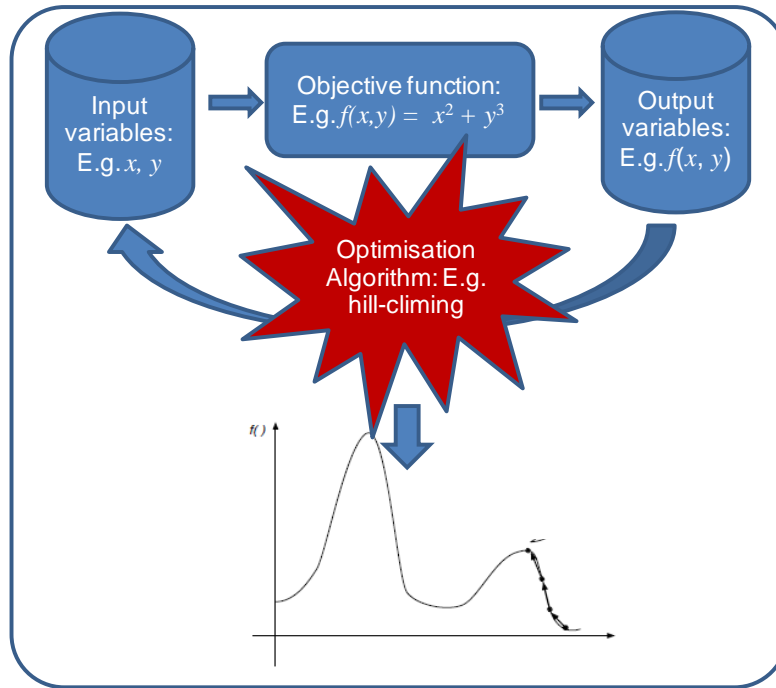 Input
variables:
E.g. x, y
Objective function:
E.g. f(x,y) = x² + y³
Output
variables:
E.g. f(x, y)
Optimisation
Algorithm: E.g.
hill-climing
f()